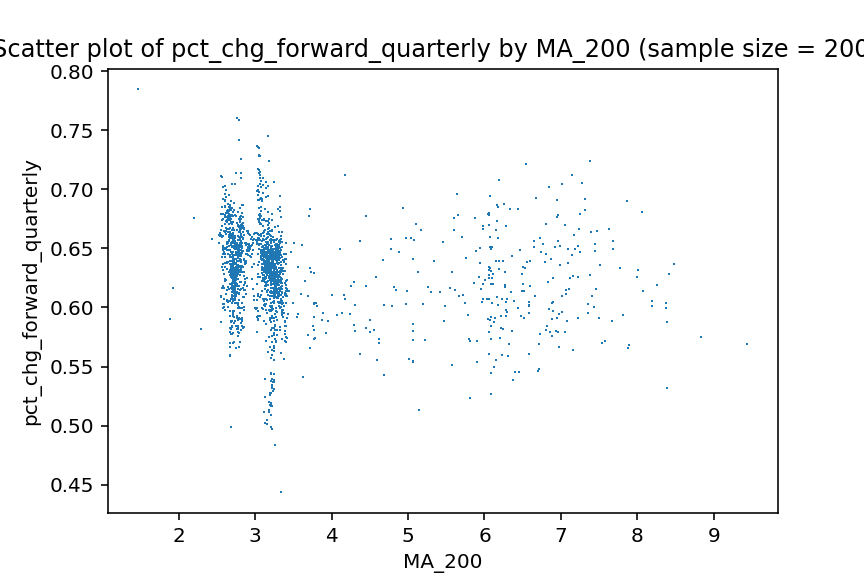 Scatter plot of pct_chg_forward_quarterly by MA_200 (sample size = 200
0.80
0.75
0.70
0.65
0.60
0.55
0.50
0.45
pct_chg_forward_quarterly
2 3 4 5 6 7 8 9
MA_200